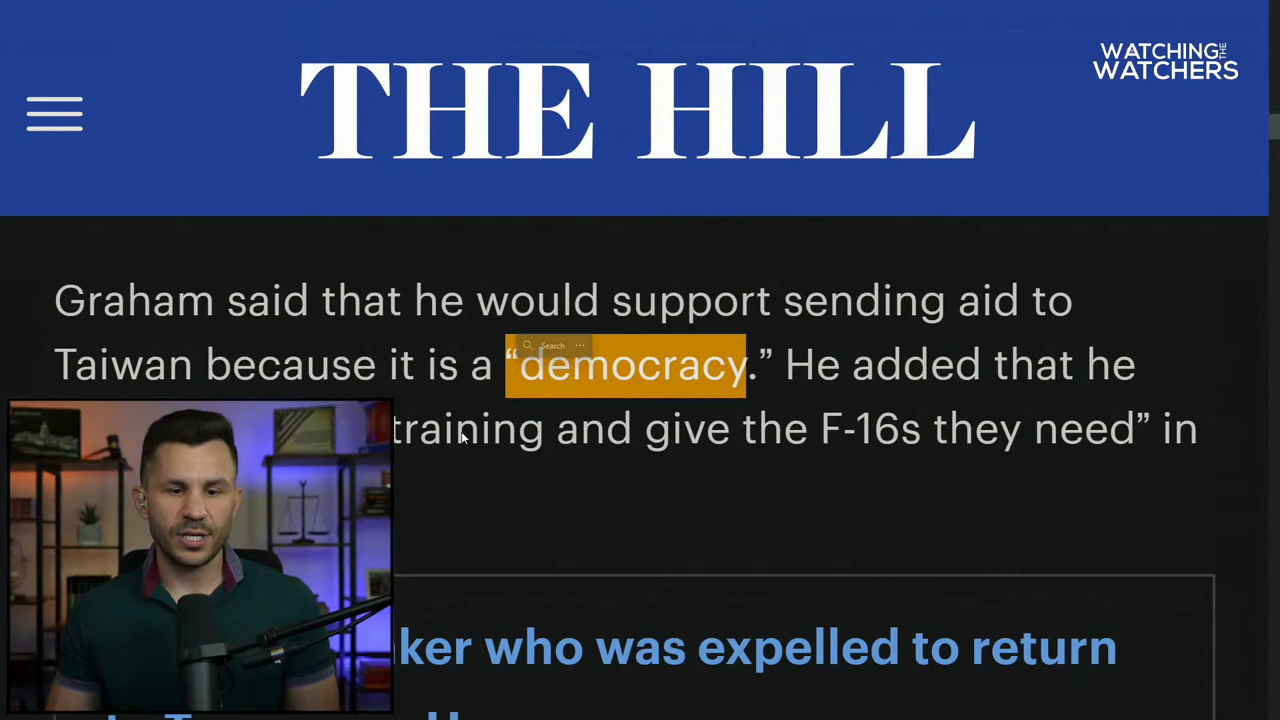 WATCHING THE
WATCHERS
THE HILL
Graham said that he would support sending aid to
Search ...
Taiwan because it is a “democracy.” He added that he
training and give the F-16s they need” in
who was expelled to return